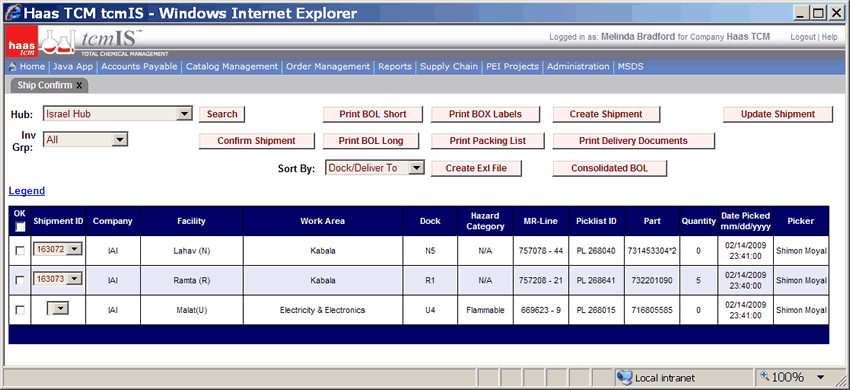 Haas TCM tcmIS - Windows Internet Explorer
haas
tcm
tcmIS™
TOTAL CHEMICAL MANAGEMENT
Logged in as: Melinda Bradford for Company Haas TCM
Logout | Help
Home | Java App | Accounts Payable | Catalog Management | Order Management | Reports | Supply Chain | PEI Projects | Administration | MSDS
Ship Confirm x
Hub: Israel Hub Search Print BOL Short Print BOX Labels Create Shipment Update Shipment
Inv Grp: All Confirm Shipment Print BOL Long Print Packing List Print Delivery Documents
Sort By: Dock/Deliver To Create Exl File Consolidated BOL
Legend
OK Shipment ID Company Facility Work Area Dock Hazard Category MR-Line Picklist ID Part Quantity Date Picked mm/dd/yyyy Picker
163072 IAI Lahav (N) Kabala N5 N/A 757078 - 44 PL 268040 731453304*2 0 02/14/2009 23:41:00 Shimon Moyal
163073 IAI Ramta (R) Kabala R1 N/A 757208 - 21 PL 268641 732201090 5 02/14/2009 23:40:00 Shimon Moyal
IAI Malat(U) Electricity & Electronics U4 Flammable 669623 - 9 PL 268015 716805585 0 02/14/2009 23:41:00 Shimon Moyal
Local intranet
100%